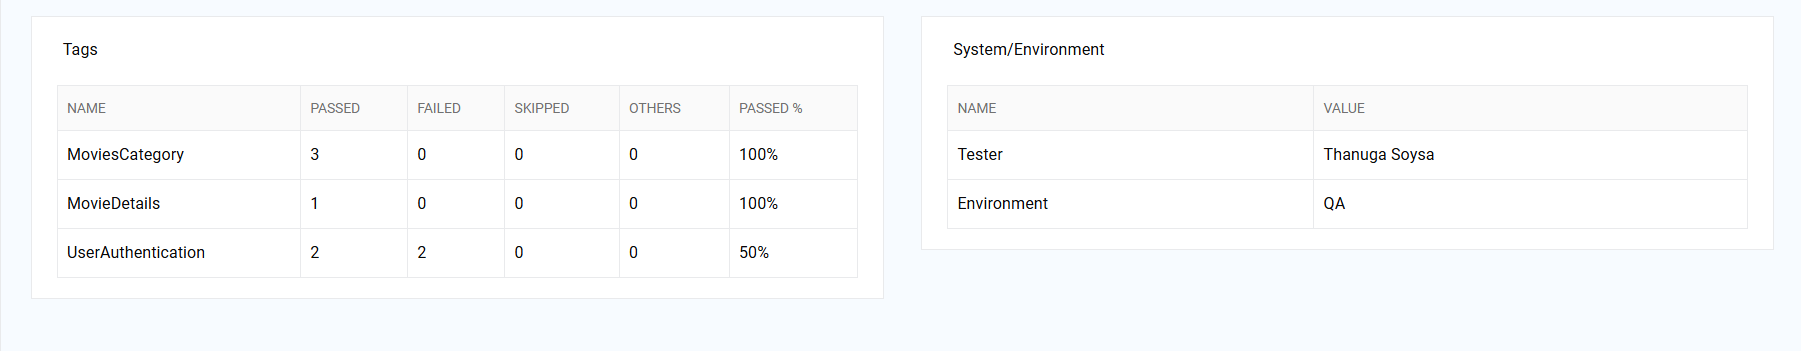 Tags
NAME PASSED FAILED SKIPPED OTHERS PASSED %
MoviesCategory 3 0 0 0 100%
MovieDetails 1 0 0 0 100%
UserAuthentication 2 2 0 0 50%
System/Environment
NAME VALUE
Tester Thanuga Soysa
Environment QA